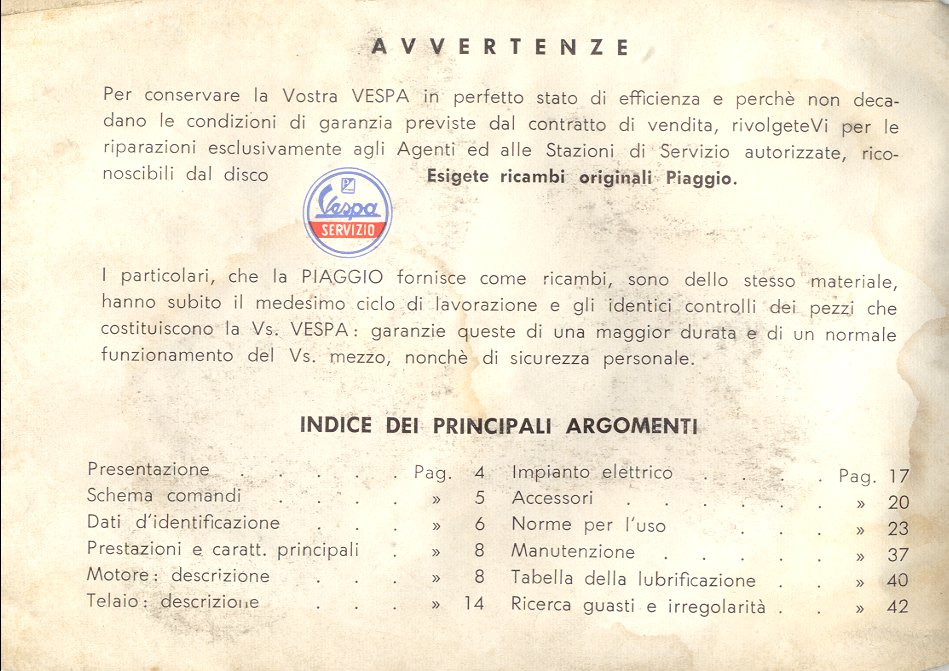 AVVERTENZE
Per conservare la Vostra VESPA in perfetto stato di efficienza e perchè non deca-
dano le condizioni di garanzia previste dal contratto di vendita, rivolgeteVi per le
riparazioni esclusivamente agli Agenti ed alle Stazioni di Servizio autorizzate, rico-
noscibili dal disco Esigete ricambi originali Piaggio.
Vespa
SERVIZIO
I particolari, che la PIAGGIO fornisce come ricambi, sono dello stesso materiale,
hanno subito il medesimo ciclo di lavorazione e gli identici controlli dei pezzi che
costituiscono la Vs. VESPA: garanzie queste di una maggior durata e di un normale
funzionamento del Vs. mezzo, nonchè di sicurezza personale.
INDICE DEI PRINCIPALI ARGOMENTI
Presentazione . . . . Pag. 4
Schema comandi . . . . » 5
Dati d'identificazione . . . » 6
Prestazioni e caratt. principali . » 8
Motore: descrizione . . . » 8
Telaio: descrizione . . . » 14
Impianto elettrico . . . . Pag. 17
Accessori . . . . . . » 20
Norme per l'uso . . . . » 23
Manutenzione . . . . . » 37
Tabella della lubrificazione . . » 40
Ricerca guasti e irregolarità . . » 42